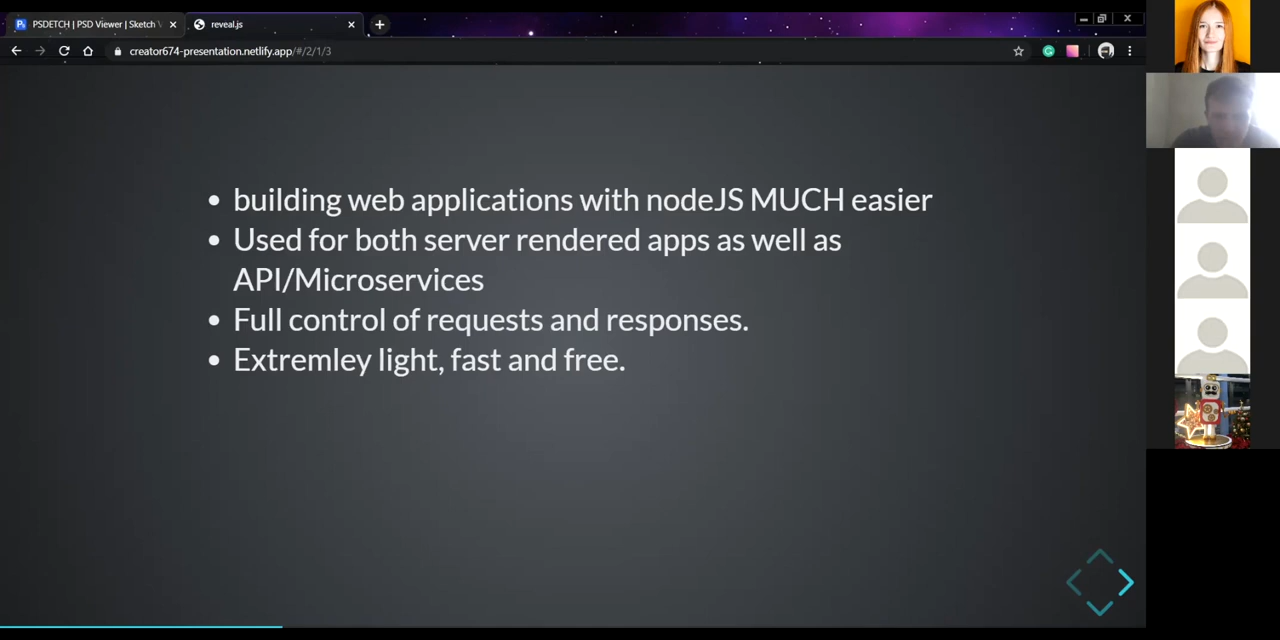 PSDETCH | PSD Viewer | Sketch V
reveal.js
creator674-presentation.netlify.app/#/2/1/3
building web applications with nodeJS MUCH easier
Used for both server rendered apps as well as
API/Microservices
Full control of requests and responses.
Extremley light, fast and free.